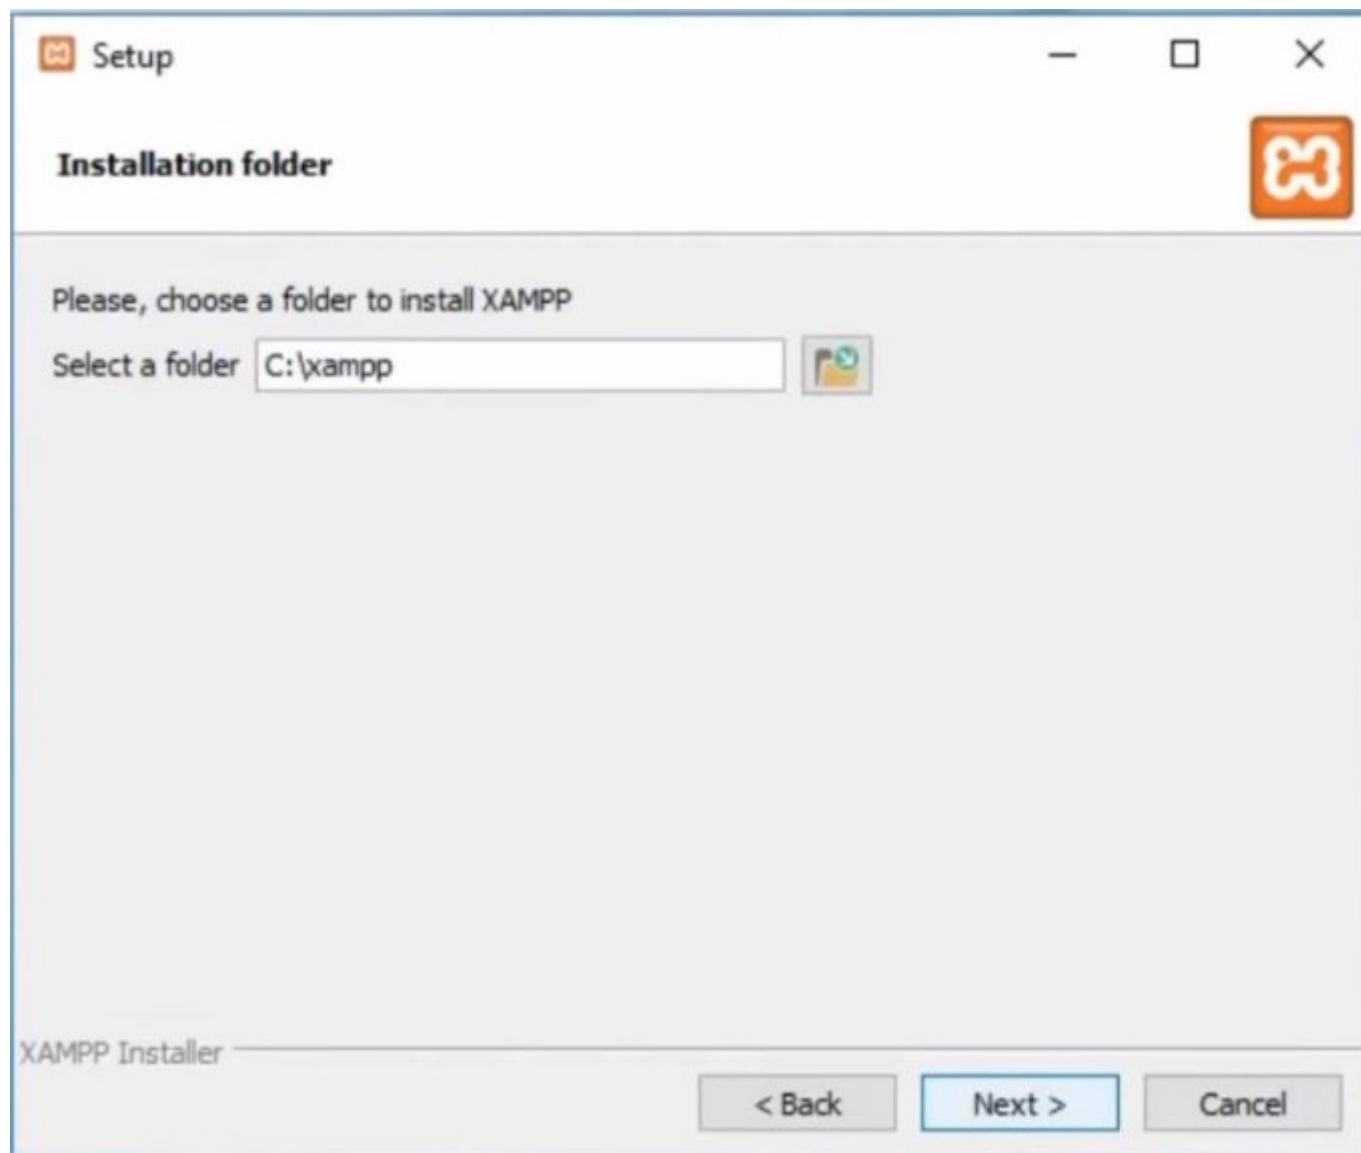 Setup
Installation folder
Please, choose a folder to install XAMPP
Select a folder C:\xampp
XAMPP Installer
< Back Next > Cancel